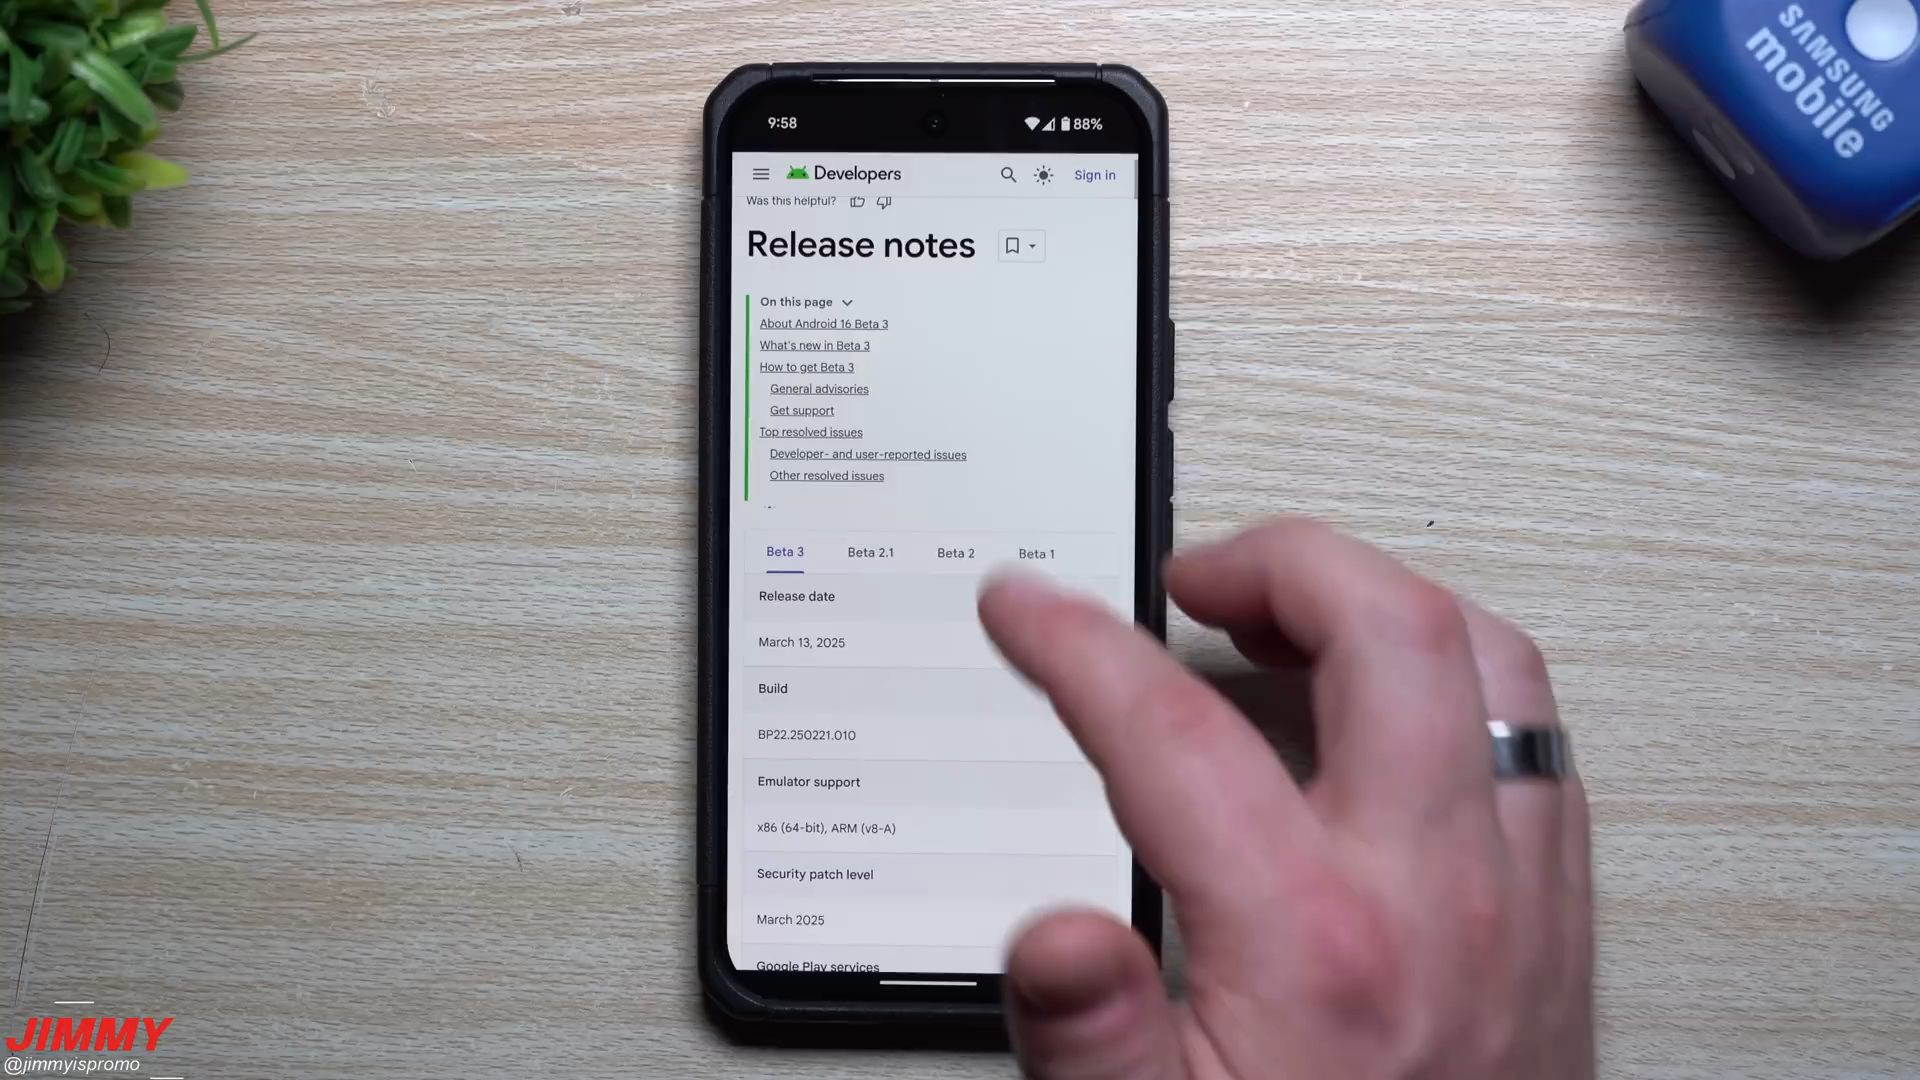 SAMSUNG
mobile
9:58
88%
Developers
Sign in
Was this helpful?
Release notes
On this page
About Android 16 Beta 3
What's new in Beta 3
How to get Beta 3
General advisories
Get support
Top resolved issues
Developer- and user-reported issues
Other resolved issues
Beta 3 Beta 2.1 Beta 2 Beta 1
Release date
March 13, 2025
Build
BP22.250221.010
Emulator support
x86 (64-bit), ARM (v8-A)
Security patch level
March 2025
Google Play services
JIMMY
@jimmyispromo